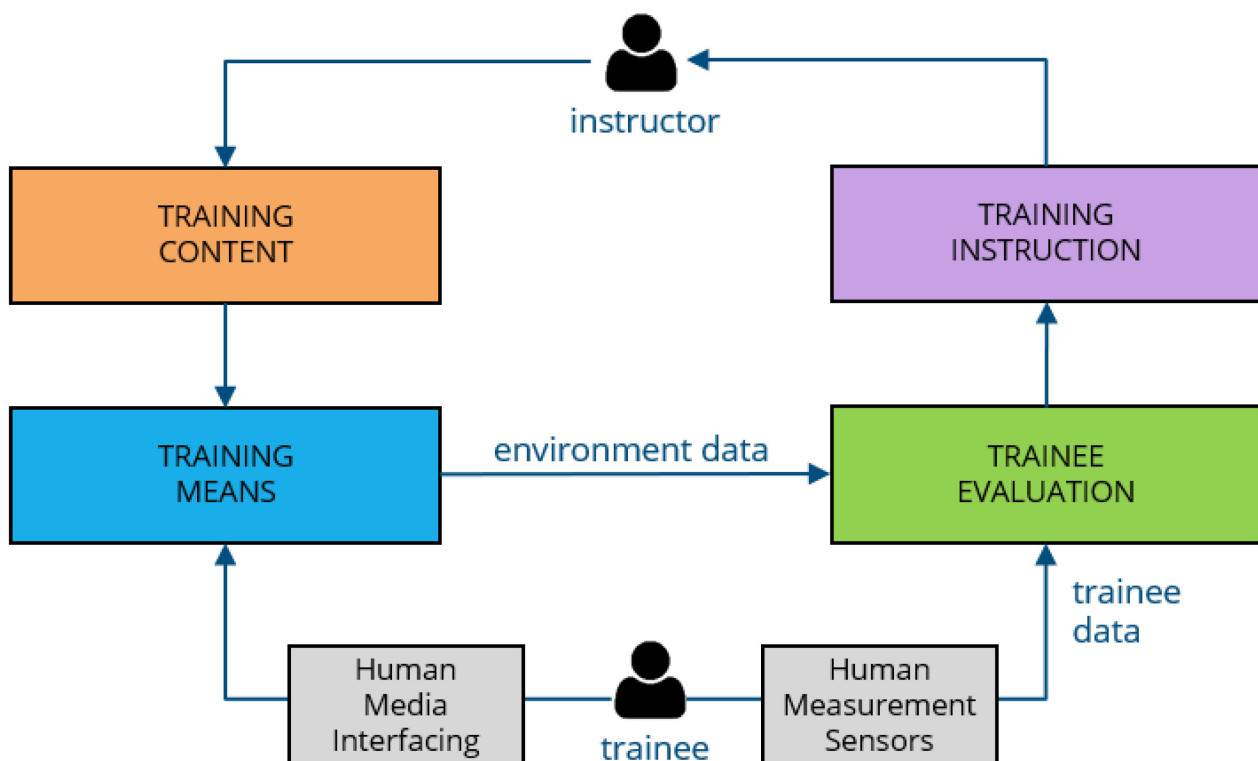 instructor
TRAINING
CONTENT
TRAINING
INSTRUCTION
TRAINING
MEANS
environment data
TRAINEE
EVALUATION
trainee
data
Human
Media
Interfacing
trainee
Human
Measurement
Sensors